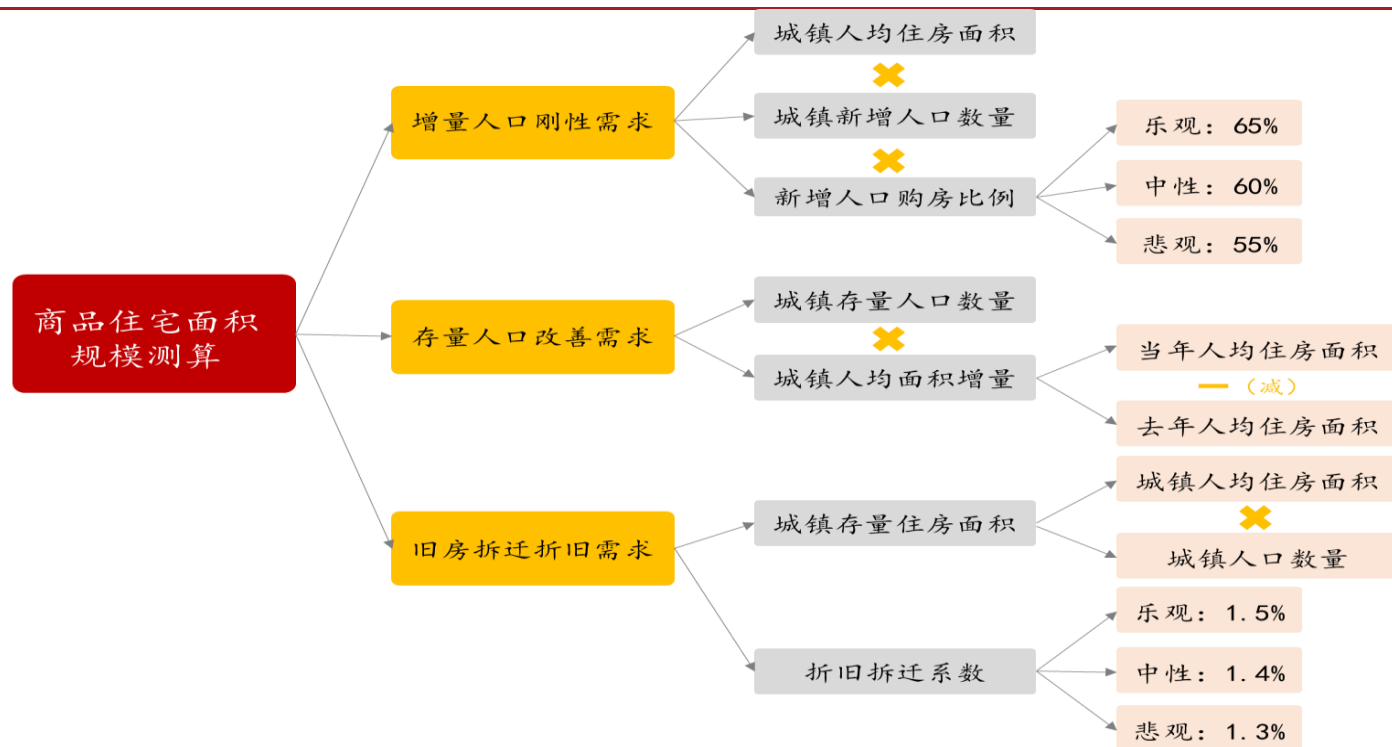 商品住宅面积
规模测算
增量人口刚性需求
城镇人均住房面积
城镇新增人口数量
新增人口购房比例
乐观：65%
中性：60%
悲观：55%
存量人口改善需求
城镇存量人口数量
城镇人均面积增量
当年人均住房面积
（减）
去年人均住房面积
旧房拆迁折旧需求
城镇存量住房面积
城镇人均住房面积
城镇人口数量
折旧拆迁系数
乐观：1.5%
中性：1.4%
悲观：1.3%